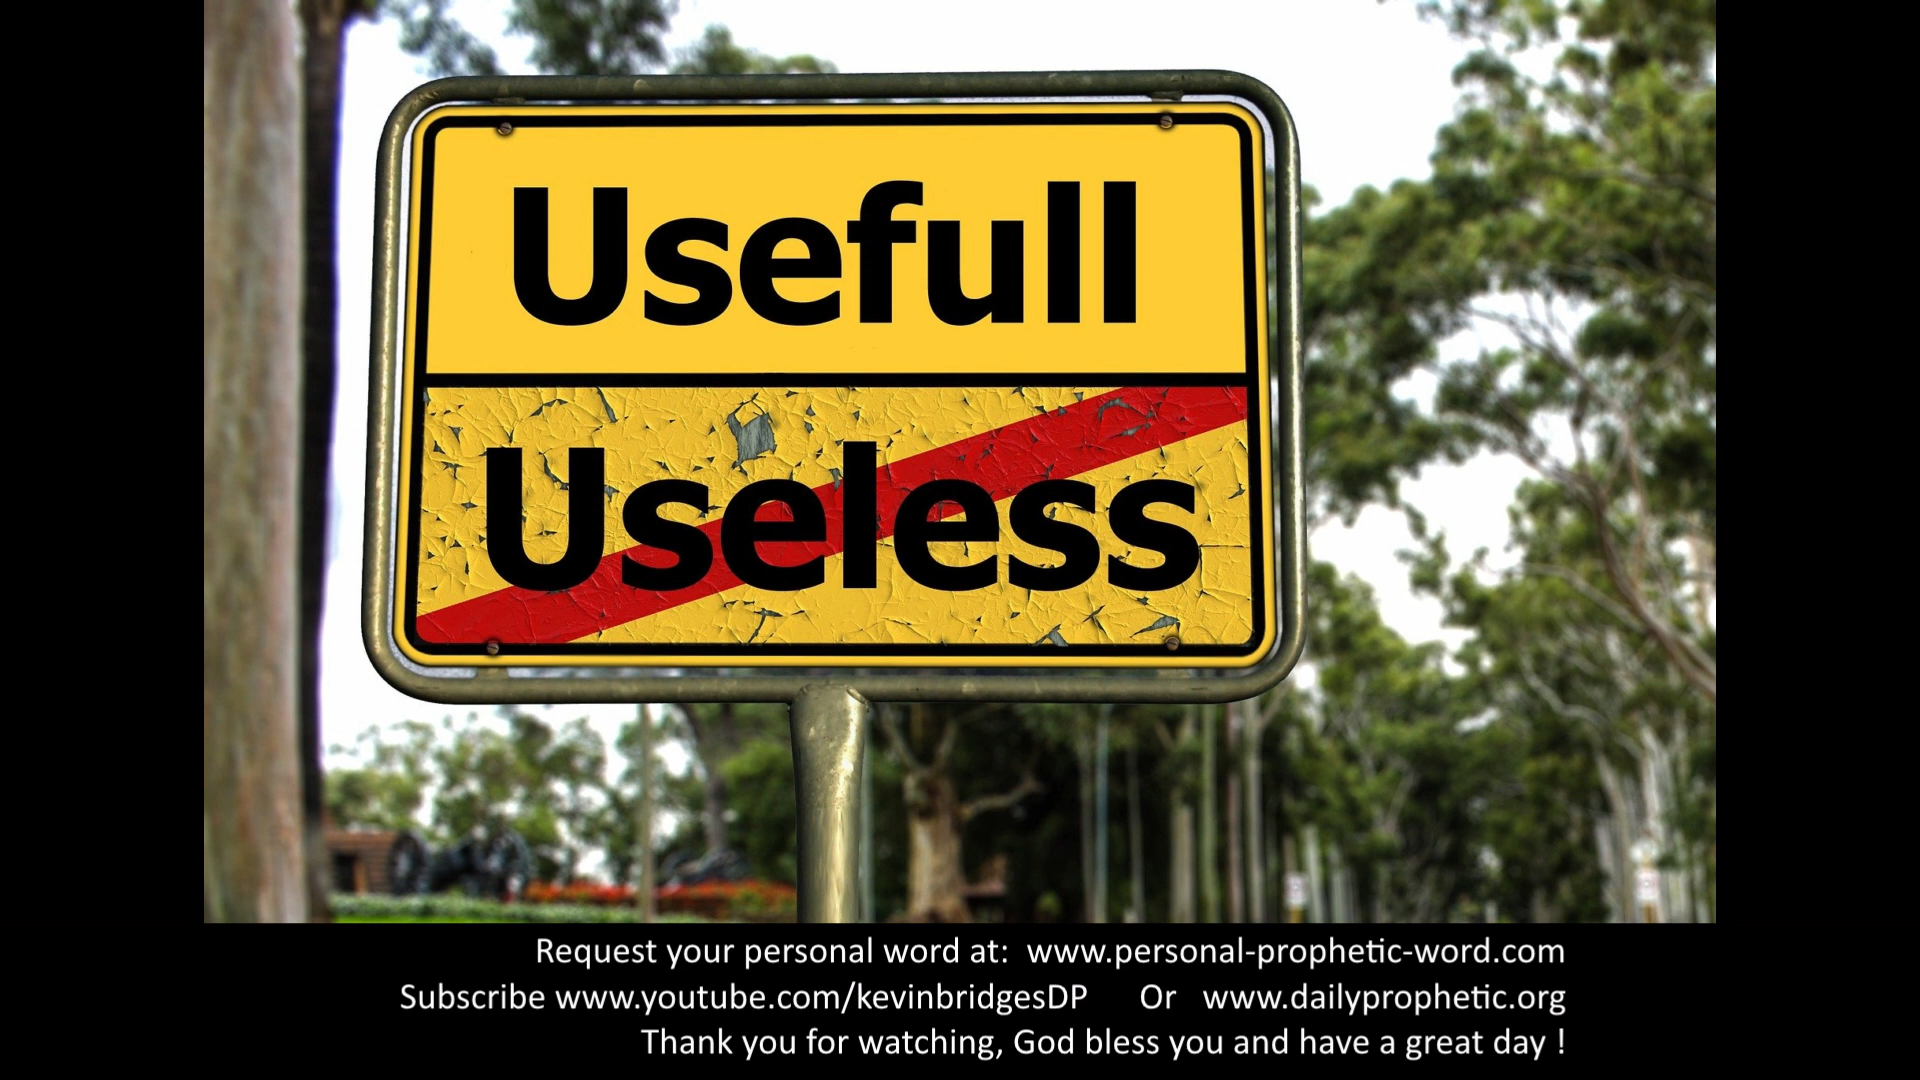 Usefull
Useless
Request your personal word at:  www.personal-prophetic-word.com
Subscribe www.youtube.com/kevinbridgesDP     Or   www.dailyprophetic.org
Thank you for watching, God bless you and have a great day !